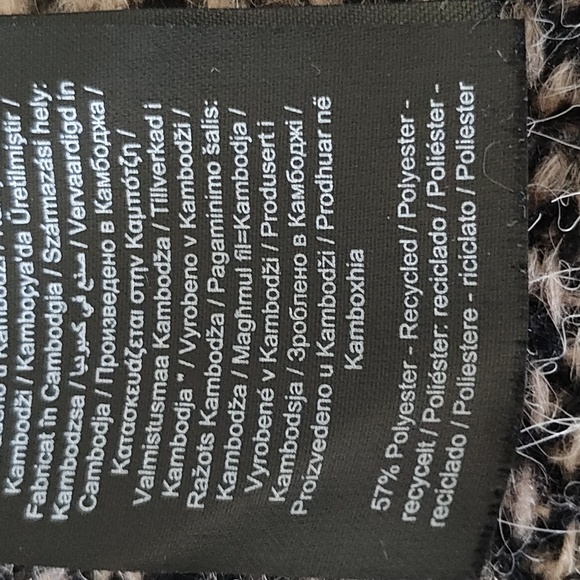 Kambodži / Kamboçya'da Üretilmiştir /
Fabricat în Cambodgia / Származási hely:
Kambodzsa / صنع في كمبوديا / Vervaardigd in
Cambodja / Произведено в Камбоджа /
Κατασκευάζεται στην Καμπότζη /
Valmistusmaa Kambodža / Tillverkad i
Kambodja " / Vyrobeno v Kambodži /
Ražots Kambodža / Pagaminimo šalis:
Kambodža / Magħmul fil=Kambodja /
Vyrobené v Kambodži / Produsert i
Kambodsja / Зроблено в Камбоджі /
Proizvedeno u Kambodži / Prodhuar në
Kamboxhia
57% Polyester - Recycled / Polyester -
recycelt / Poliéster: reciclado / Poliéster -
reciclado / Poliestere - riciclato / Poliester